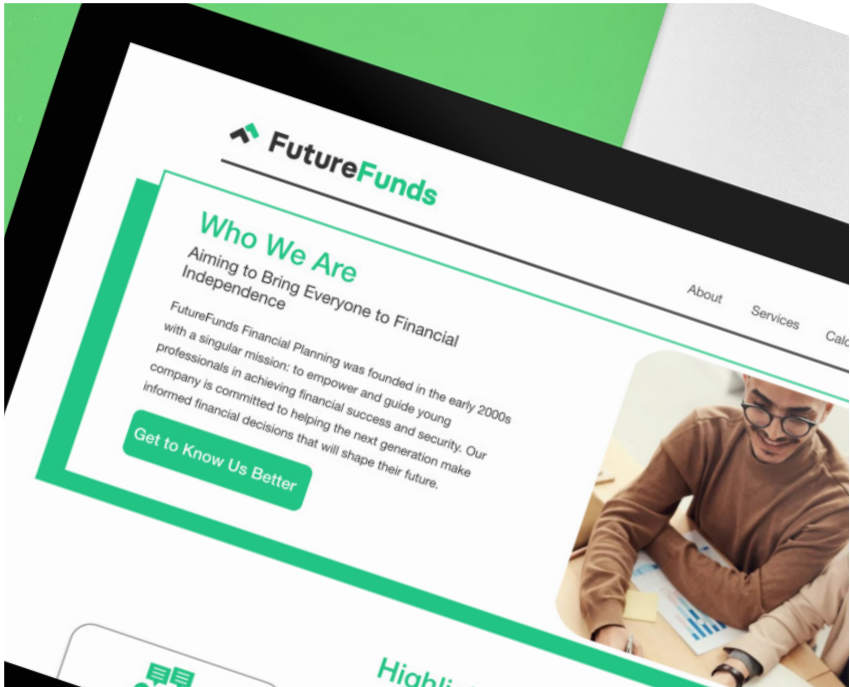 FutureFunds
About
Services
Who We Are
Aiming to Bring Everyone to Financial
Independence
FutureFunds Financial Planning was founded in the early 2000s
with a singular mission: to empower and guide young
professionals in achieving financial success and security. Our
company is committed to helping the next generation make
informed financial decisions that will shape their future.
Get to Know Us Better